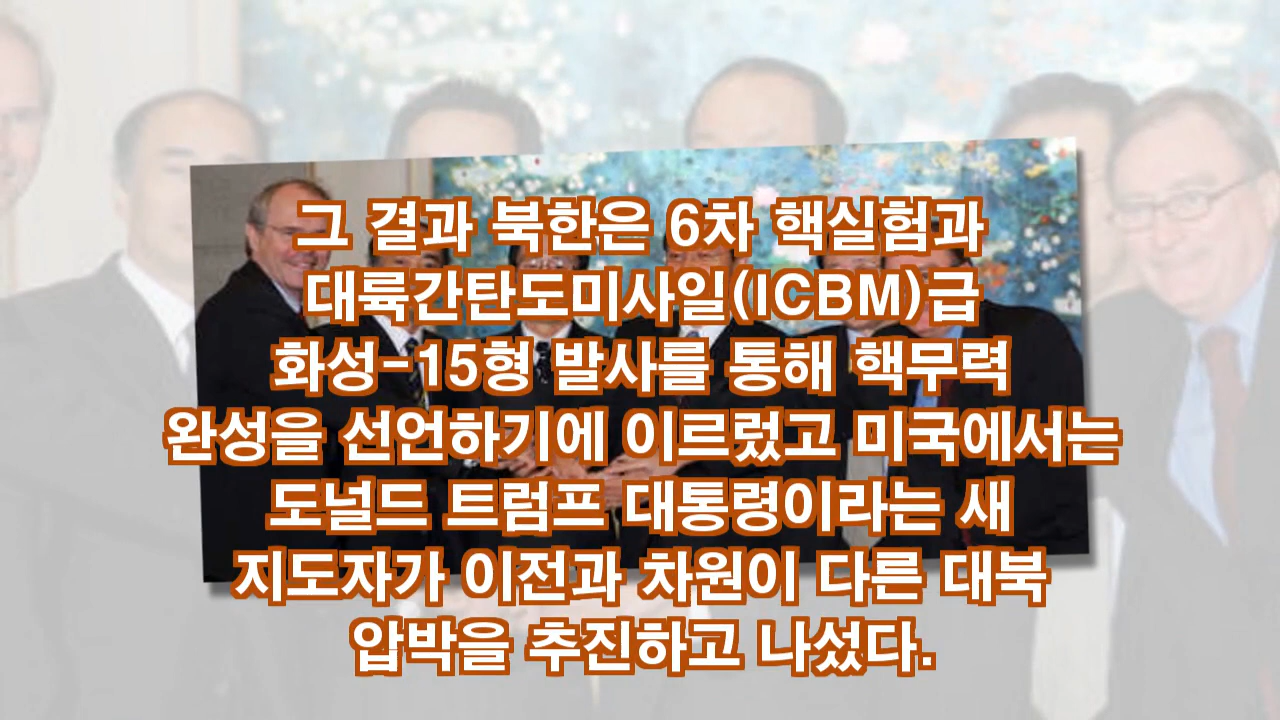 그 결과 북한은 6차 핵실험과
대륙간탄도미사일(ICBM)급
화성-15형 발사를 통해 핵무력
완성을 선언하기에 이르렀고 미국에서는
도널드 트럼프 대통령이라는 새
지도자가 이전과 차원이 다른 대북
압박을 추진하고 나섰다.